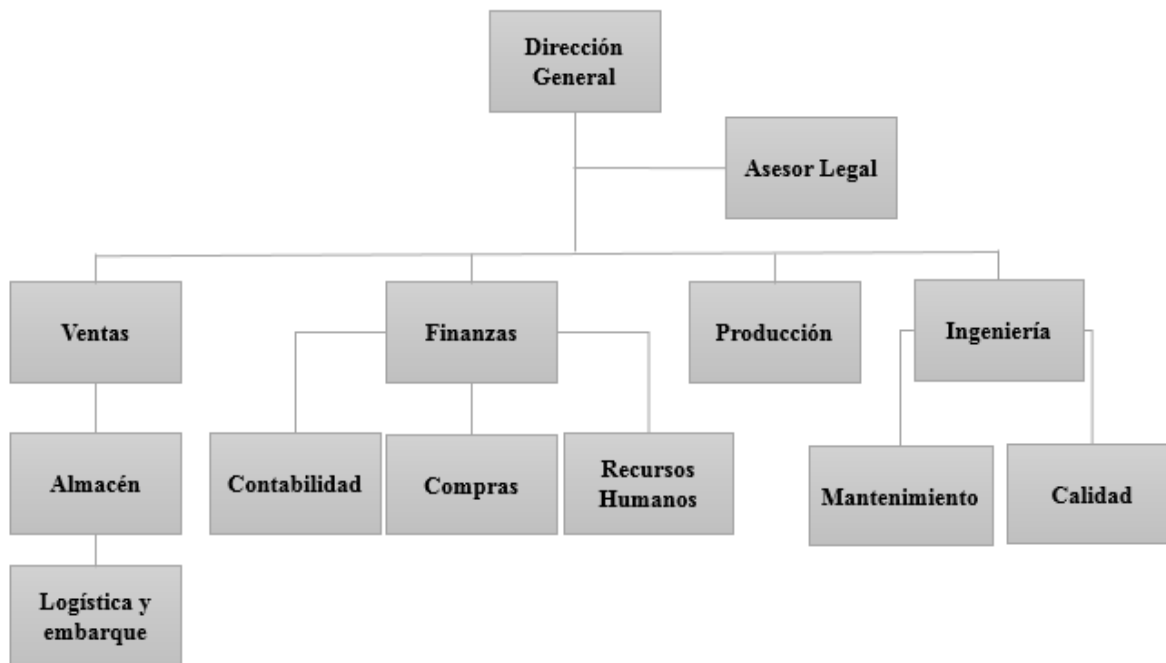 Dirección
General
Asesor Legal
Ventas
Finanzas
Producción
Ingeniería
Almacén
Contabilidad
Compras
Recursos
Humanos
Mantenimiento
Calidad
Logística y
embarque